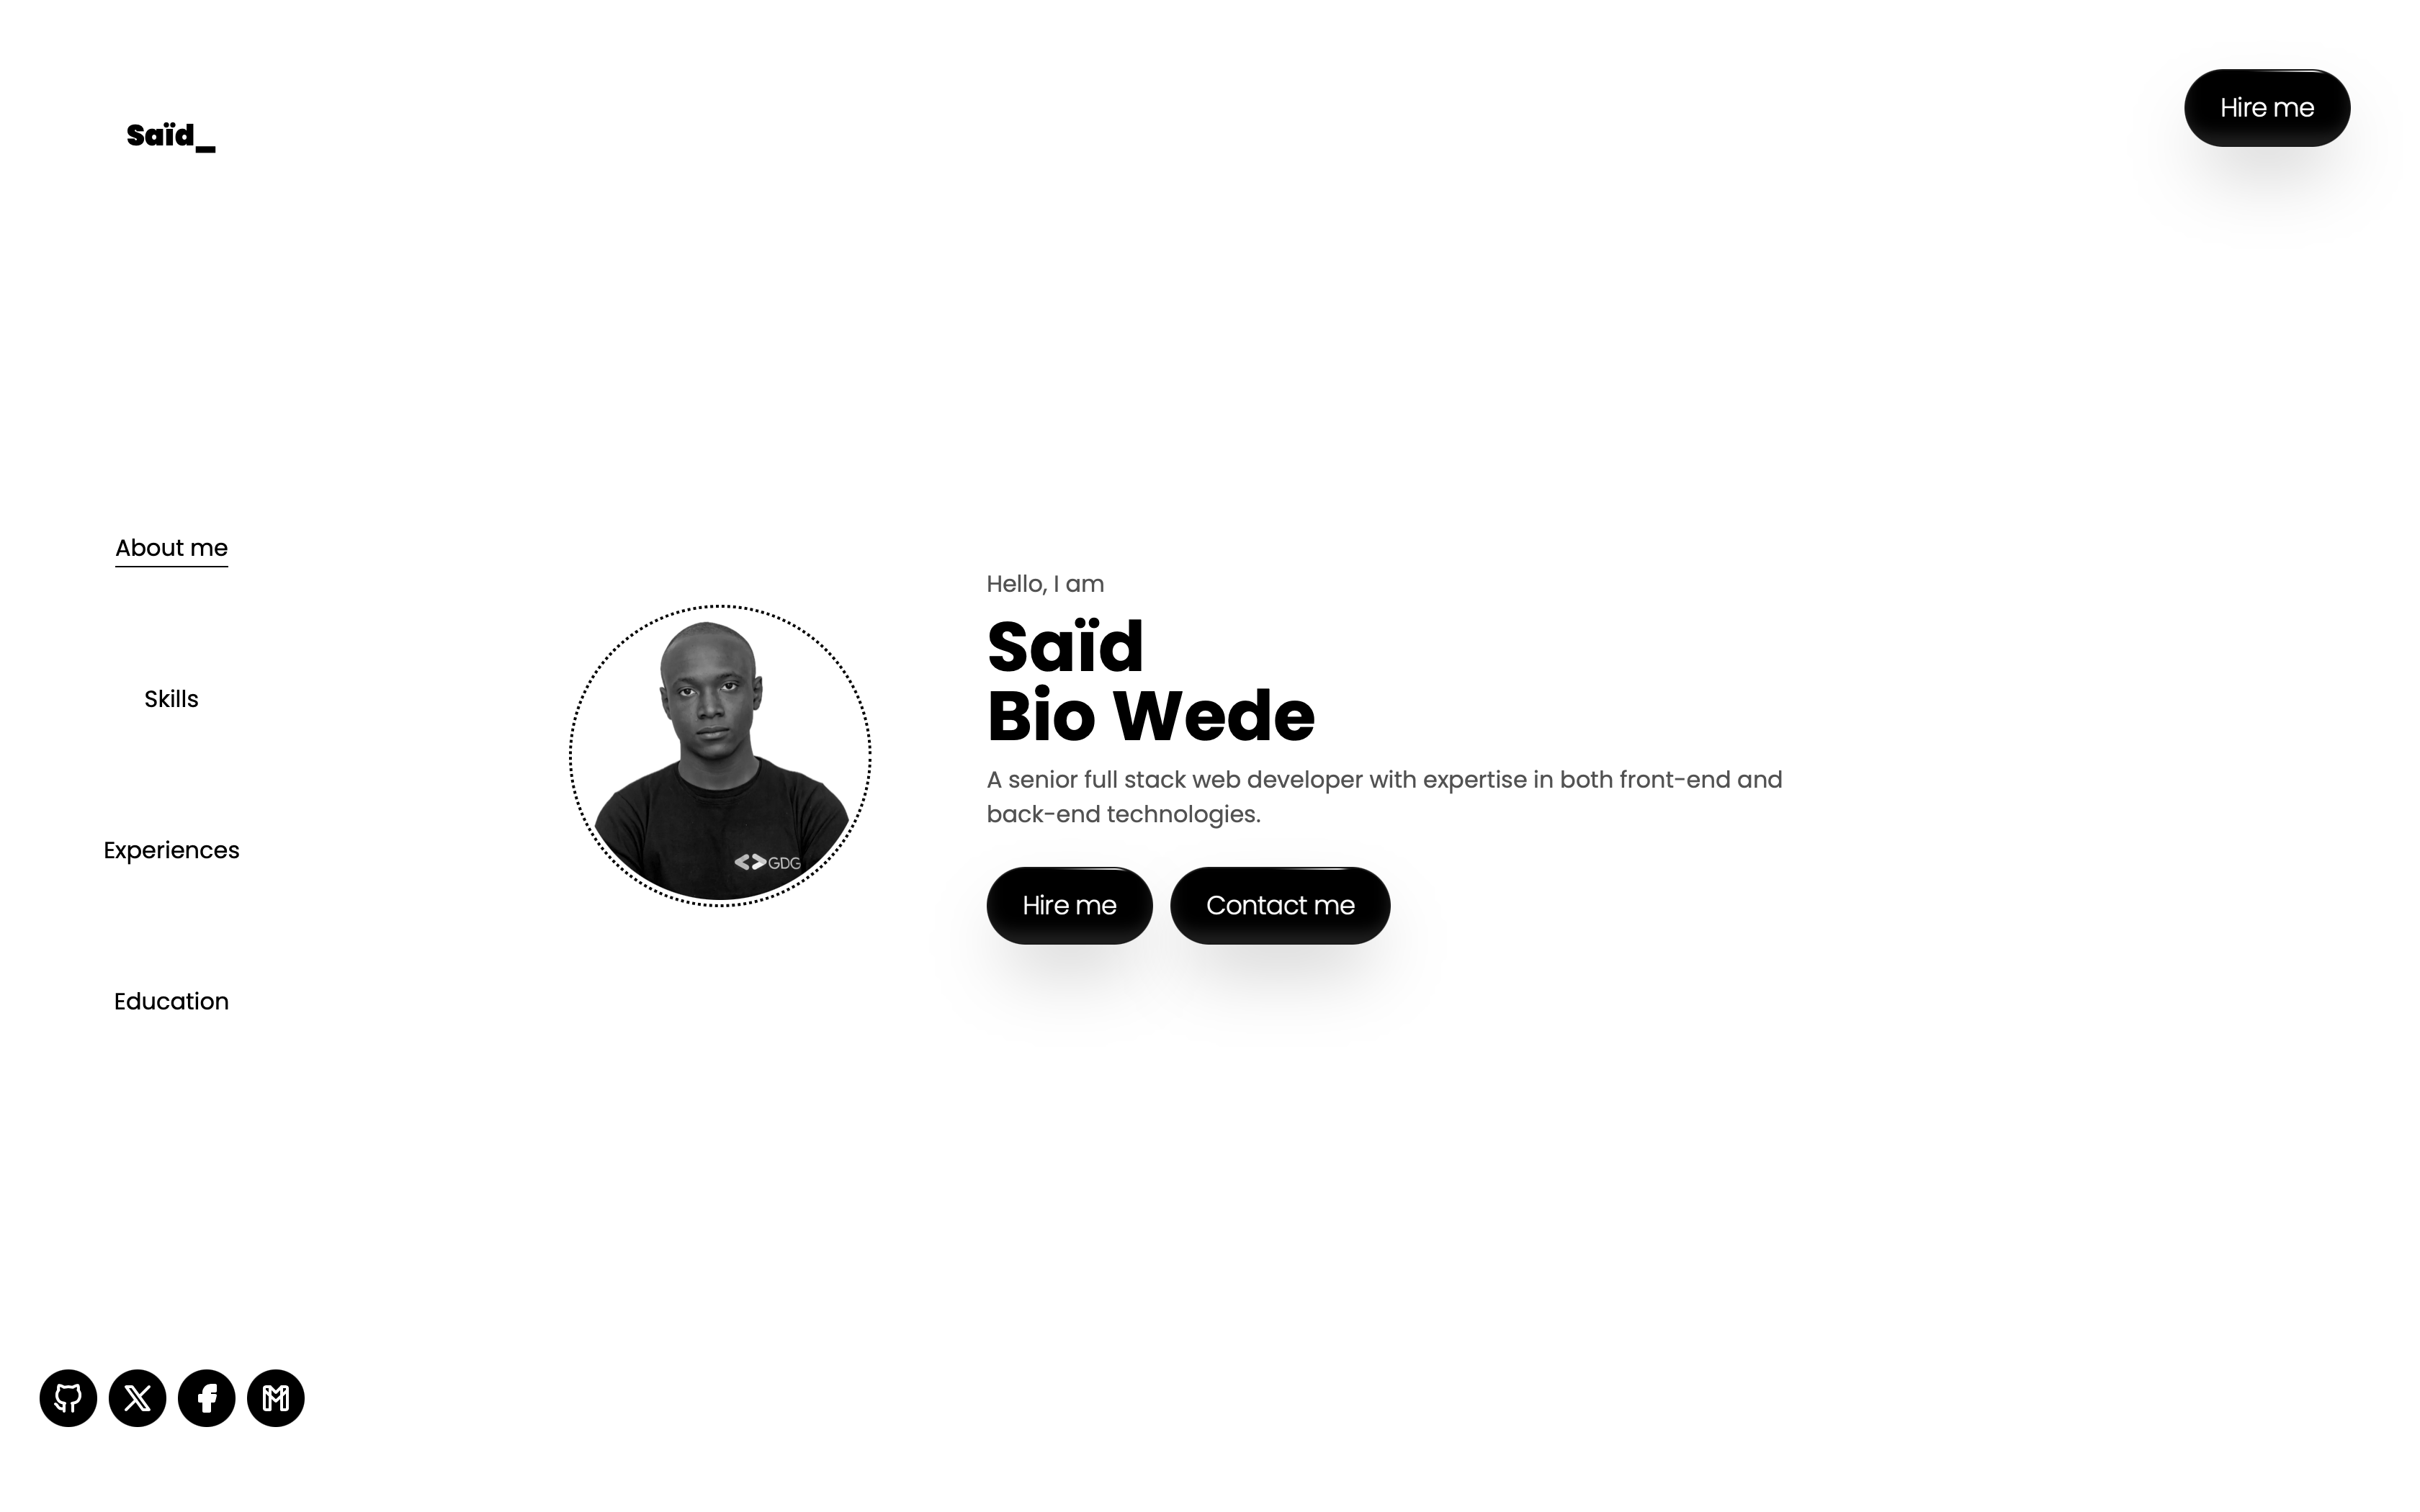 Saïd_
Hire me
About me
Skills
Experiences
Education
GDG
Hello, I am
Saïd
Bio Wede
A senior full stack web developer with expertise in both front-end and
back-end technologies.
Hire me
Contact me